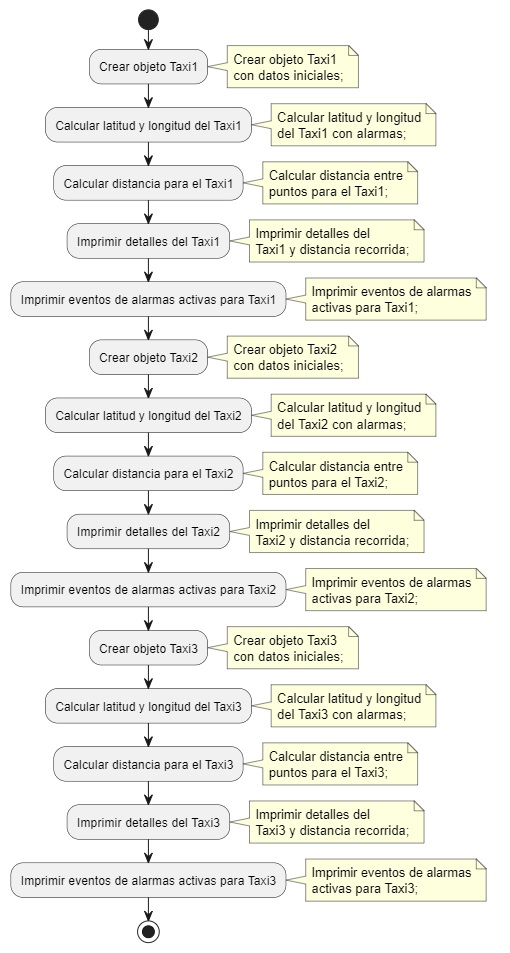 Crear objeto Taxi1
Crear objeto Taxi1
con datos iniciales;
Calcular latitud y longitud del Taxi1
Calcular latitud y longitud
del Taxi1 con alarmas;
Calcular distancia para el Taxi1
Calcular distancia entre
puntos para el Taxi1;
Imprimir detalles del Taxi1
Imprimir detalles del
Taxi1 y distancia recorrida;
Imprimir eventos de alarmas activas para Taxi1
Imprimir eventos de alarmas
activas para Taxi1;
Crear objeto Taxi2
Crear objeto Taxi2
con datos iniciales;
Calcular latitud y longitud del Taxi2
Calcular latitud y longitud
del Taxi2 con alarmas;
Calcular distancia para el Taxi2
Calcular distancia entre
puntos para el Taxi2;
Imprimir detalles del Taxi2
Imprimir detalles del
Taxi2 y distancia recorrida;
Imprimir eventos de alarmas activas para Taxi2
Imprimir eventos de alarmas
activas para Taxi2;
Crear objeto Taxi3
Crear objeto Taxi3
con datos iniciales;
Calcular latitud y longitud del Taxi3
Calcular latitud y longitud
del Taxi3 con alarmas;
Calcular distancia para el Taxi3
Calcular distancia entre
puntos para el Taxi3;
Imprimir detalles del Taxi3
Imprimir detalles del
Taxi3 y distancia recorrida;
Imprimir eventos de alarmas activas para Taxi3
Imprimir eventos de alarmas
activas para Taxi3;